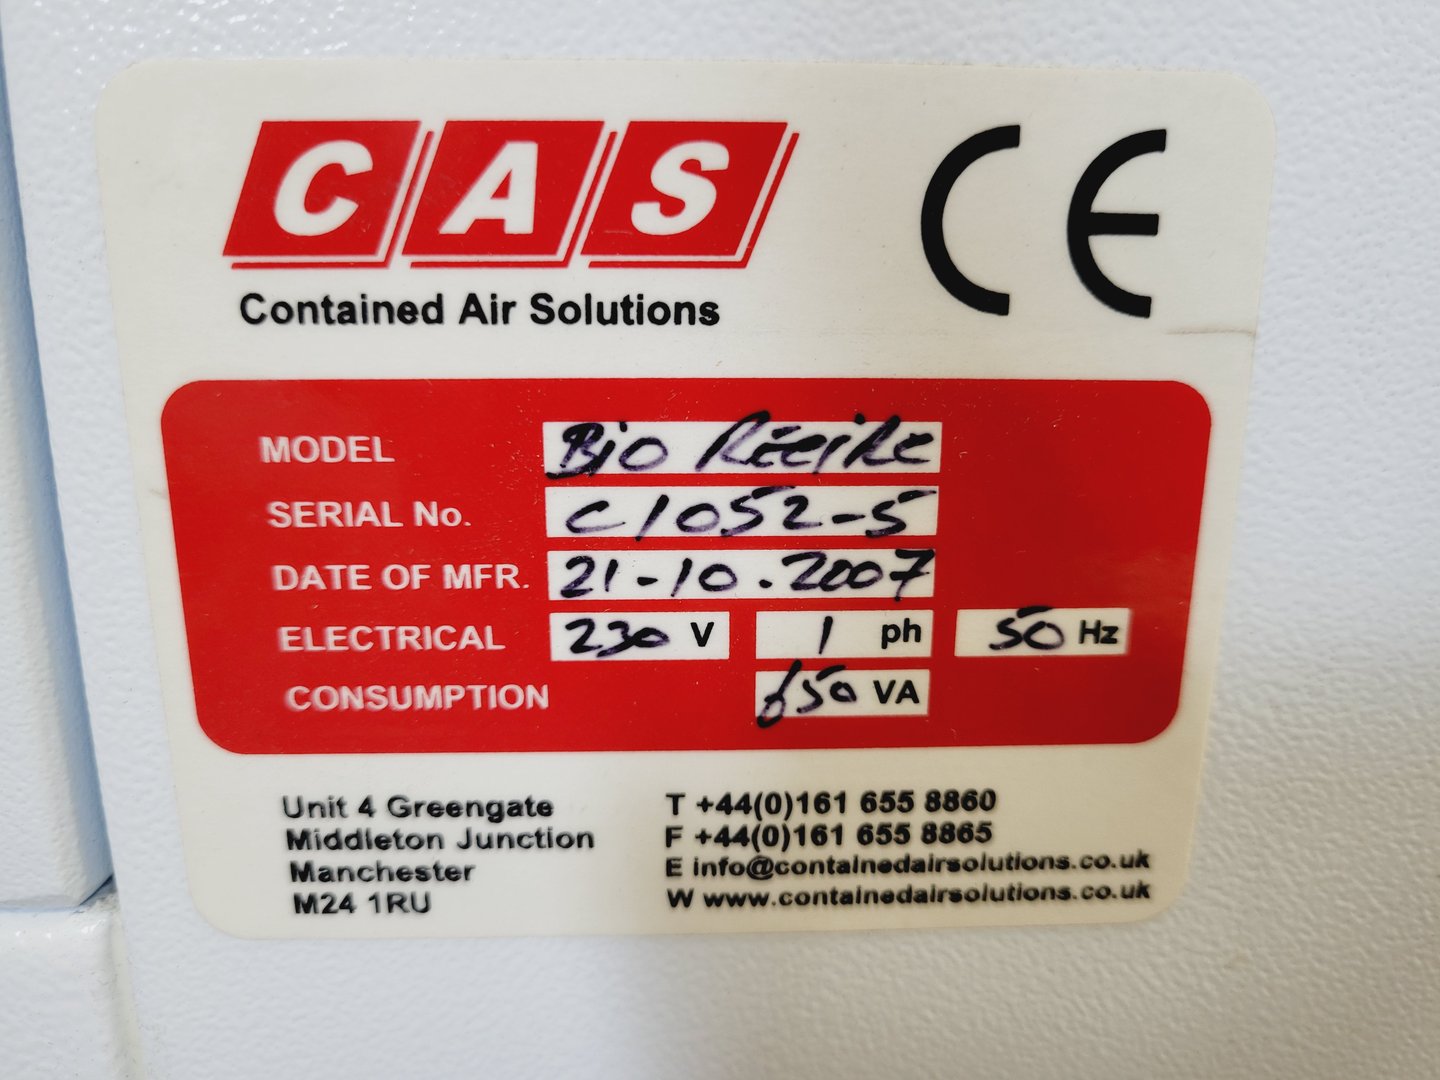 CAS
CE
Contained Air Solutions
MODEL Bio
SERIAL No. C1052-5
DATE OF MFR. 21-10.2007
ELECTRICAL 230 V 1 ph 50 Hz
CONSUMPTION 650 VA
Unit 4 Greengate
Middleton Junction
Manchester
M24 1RU
T +44(0)161 655 8860
F +44(0)161 655 8865
E info@containedairsolutions.co.uk
W www.containedairsolutions.co.uk